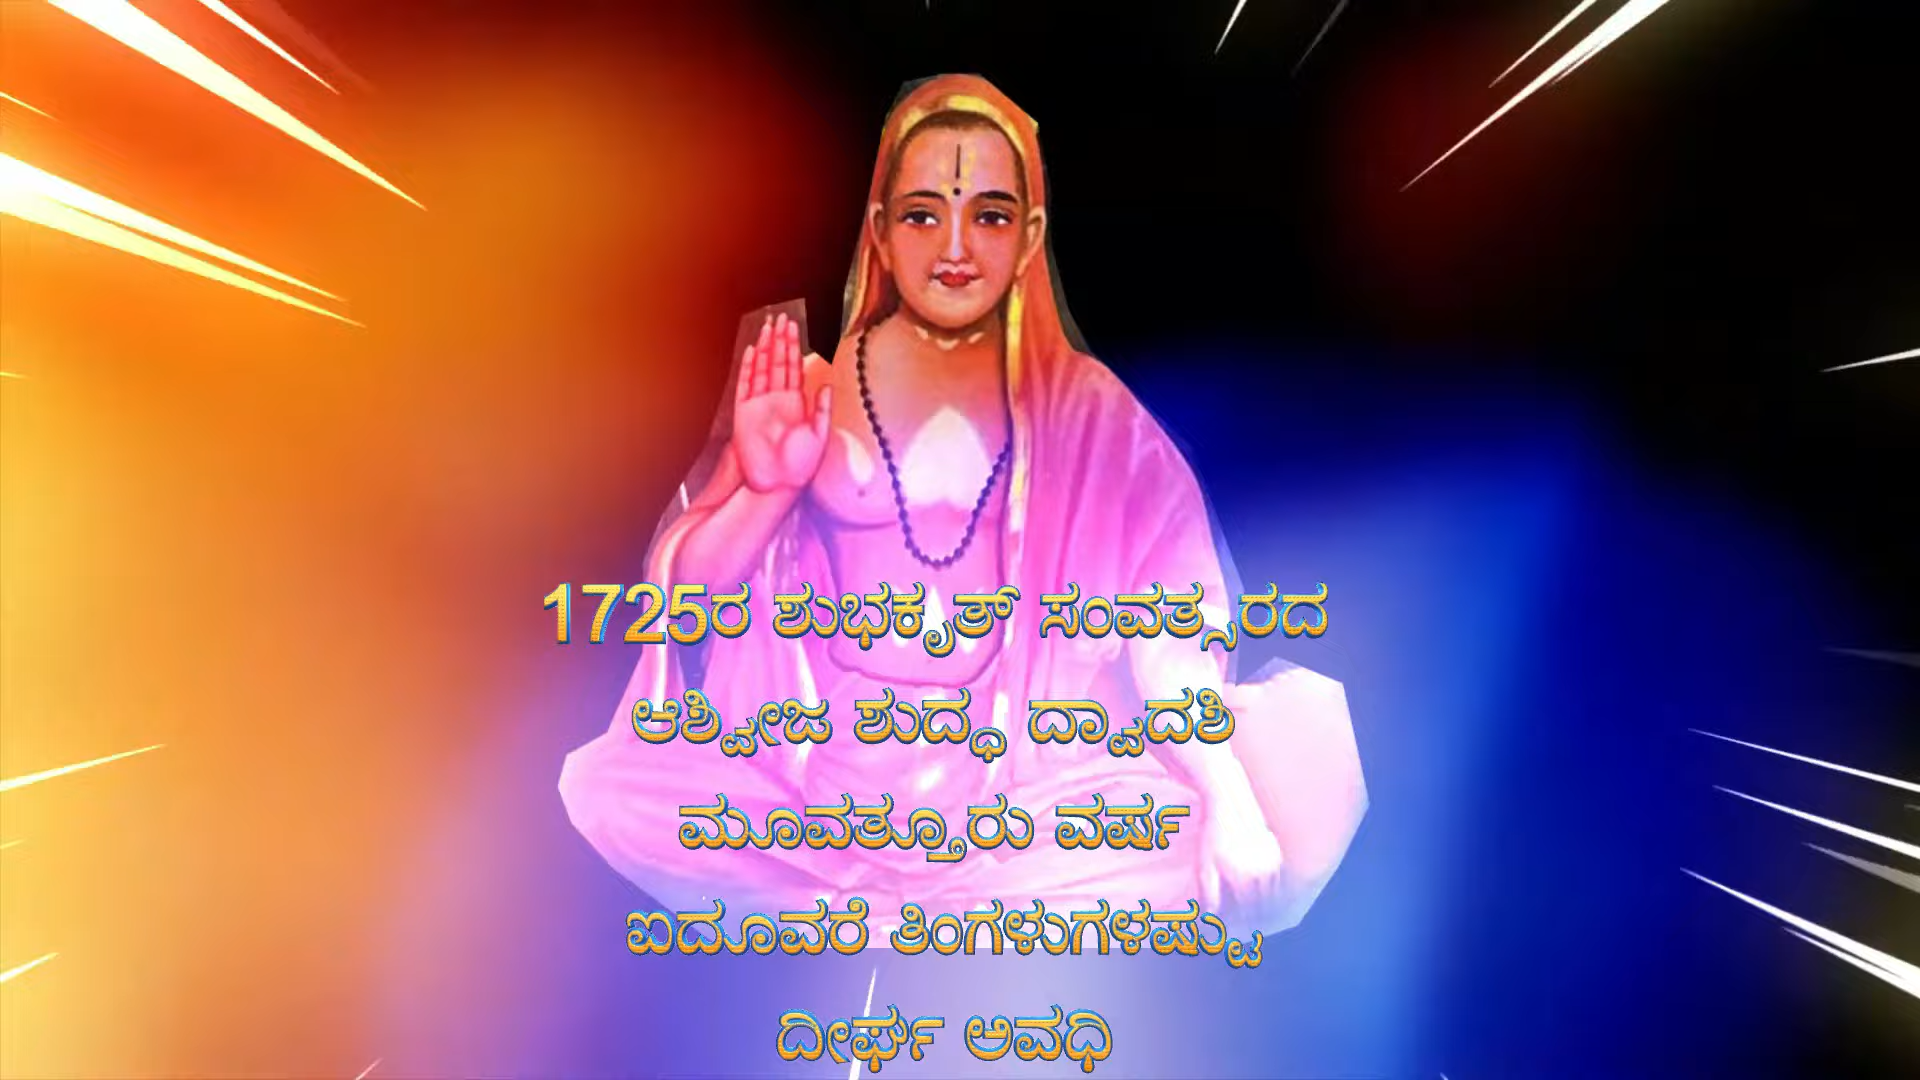 1725ರ ಶುಭಕೃತ್ ಸಂವತ್ಸರದ
ಆಶ್ವೀಜ ಶುದ್ಧ ದ್ವಾದಶಿ
ಮೂವತ್ತೂರು ವರ್ಷ
ಐದೂವರೆ ತಿಂಗಳುಗಳಷ್ಟು
ದೀರ್ಘ ಅವಧಿ